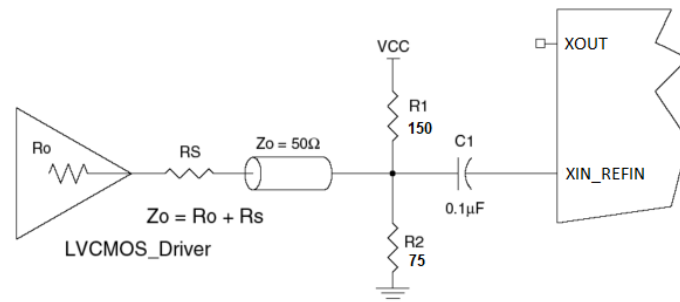 VCC
XOUT
R1
150
Ro
RS
Zo = 50Ω
C1
XIN_REFIN
0.1µF
Zo = Ro + Rs
R2
75
LVCMOS_Driver